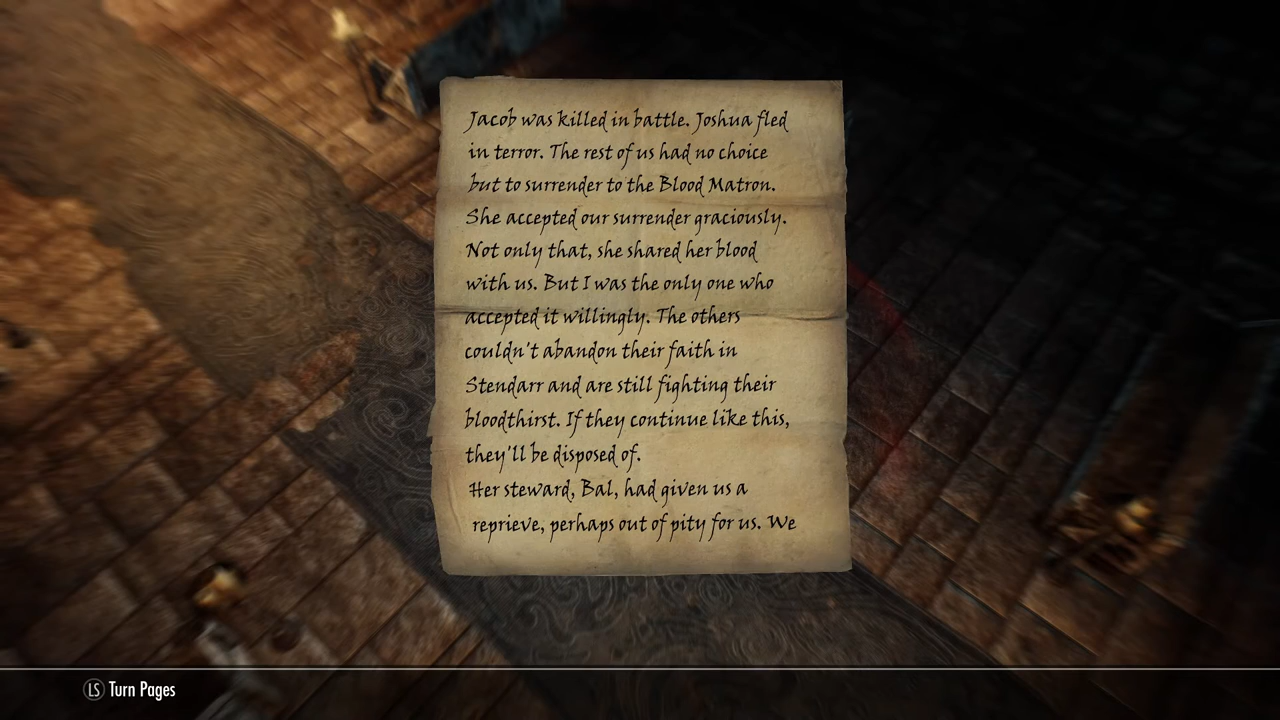 Jacob was killed in battle. Joshua fled
in terror. The rest of us had no choice
but to surrender to the Blood Matron.
She accepted our surrender graciously.
Not only that, she shared her blood
with us. But I was the only one who
accepted it willingly. The others
couldn't abandon their faith in
Stendarr and are still fighting their
bloodthirst. If they continue like this,
they'll be disposed of.
Her steward, Bal, had given us a
reprieve, perhaps out of pity for us. We
LS Turn Pages